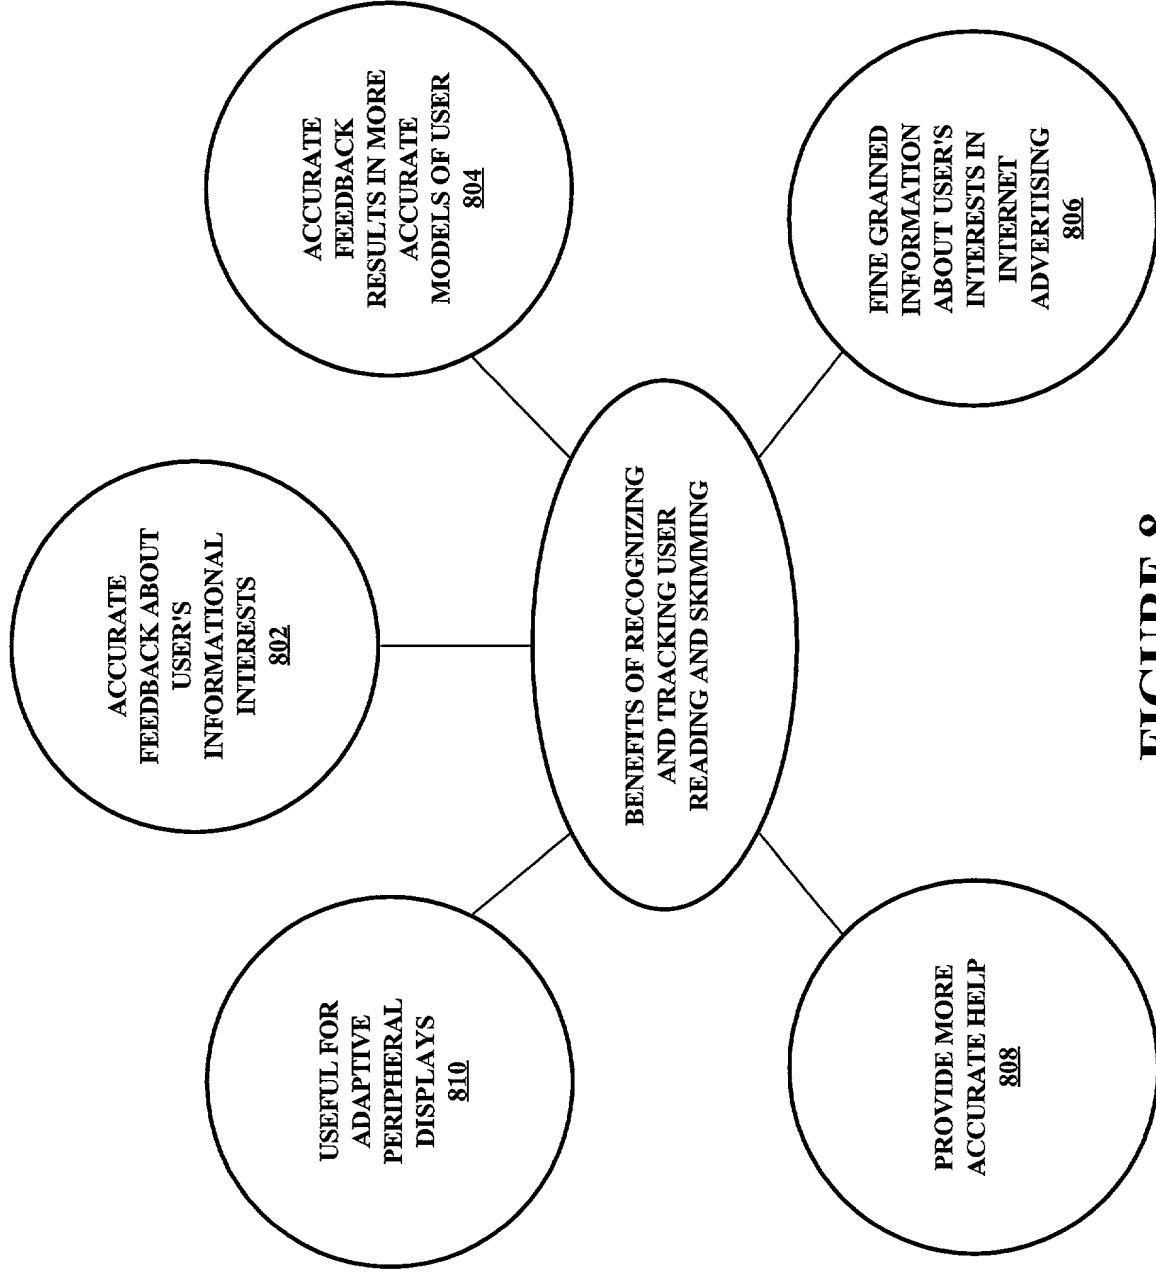 ACCURATE
FEEDBACK ABOUT
USER'S
INFORMATIONAL
INTERESTS
802
ACCURATE
FEEDBACK
RESULTS IN MORE
ACCURATE
MODELS OF USER
804
FINE GRAINED
INFORMATION
ABOUT USER'S
INTERESTS IN
INTERNET
ADVERTISING
806
PROVIDE MORE
ACCURATE HELP
808
USEFUL FOR
ADAPTIVE
PERIPHERAL
DISPLAYS
810
BENEFITS OF RECOGNIZING
AND TRACKING USER
READING AND SKIMMING
FIGURE 8